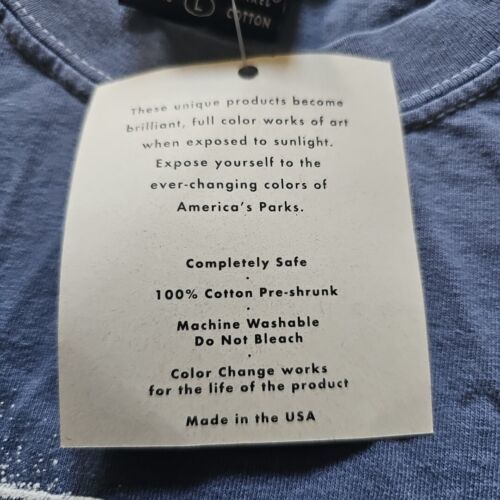 L
COTTON
These unique products become
brilliant, full color works of art
when exposed to sunlight.
Expose yourself to the
ever-changing colors of
America's Parks.
Completely Safe
100% Cotton Pre-shrunk
Machine Washable
Do Not Bleach
Color Change works
for the life of the product
Made in the USA